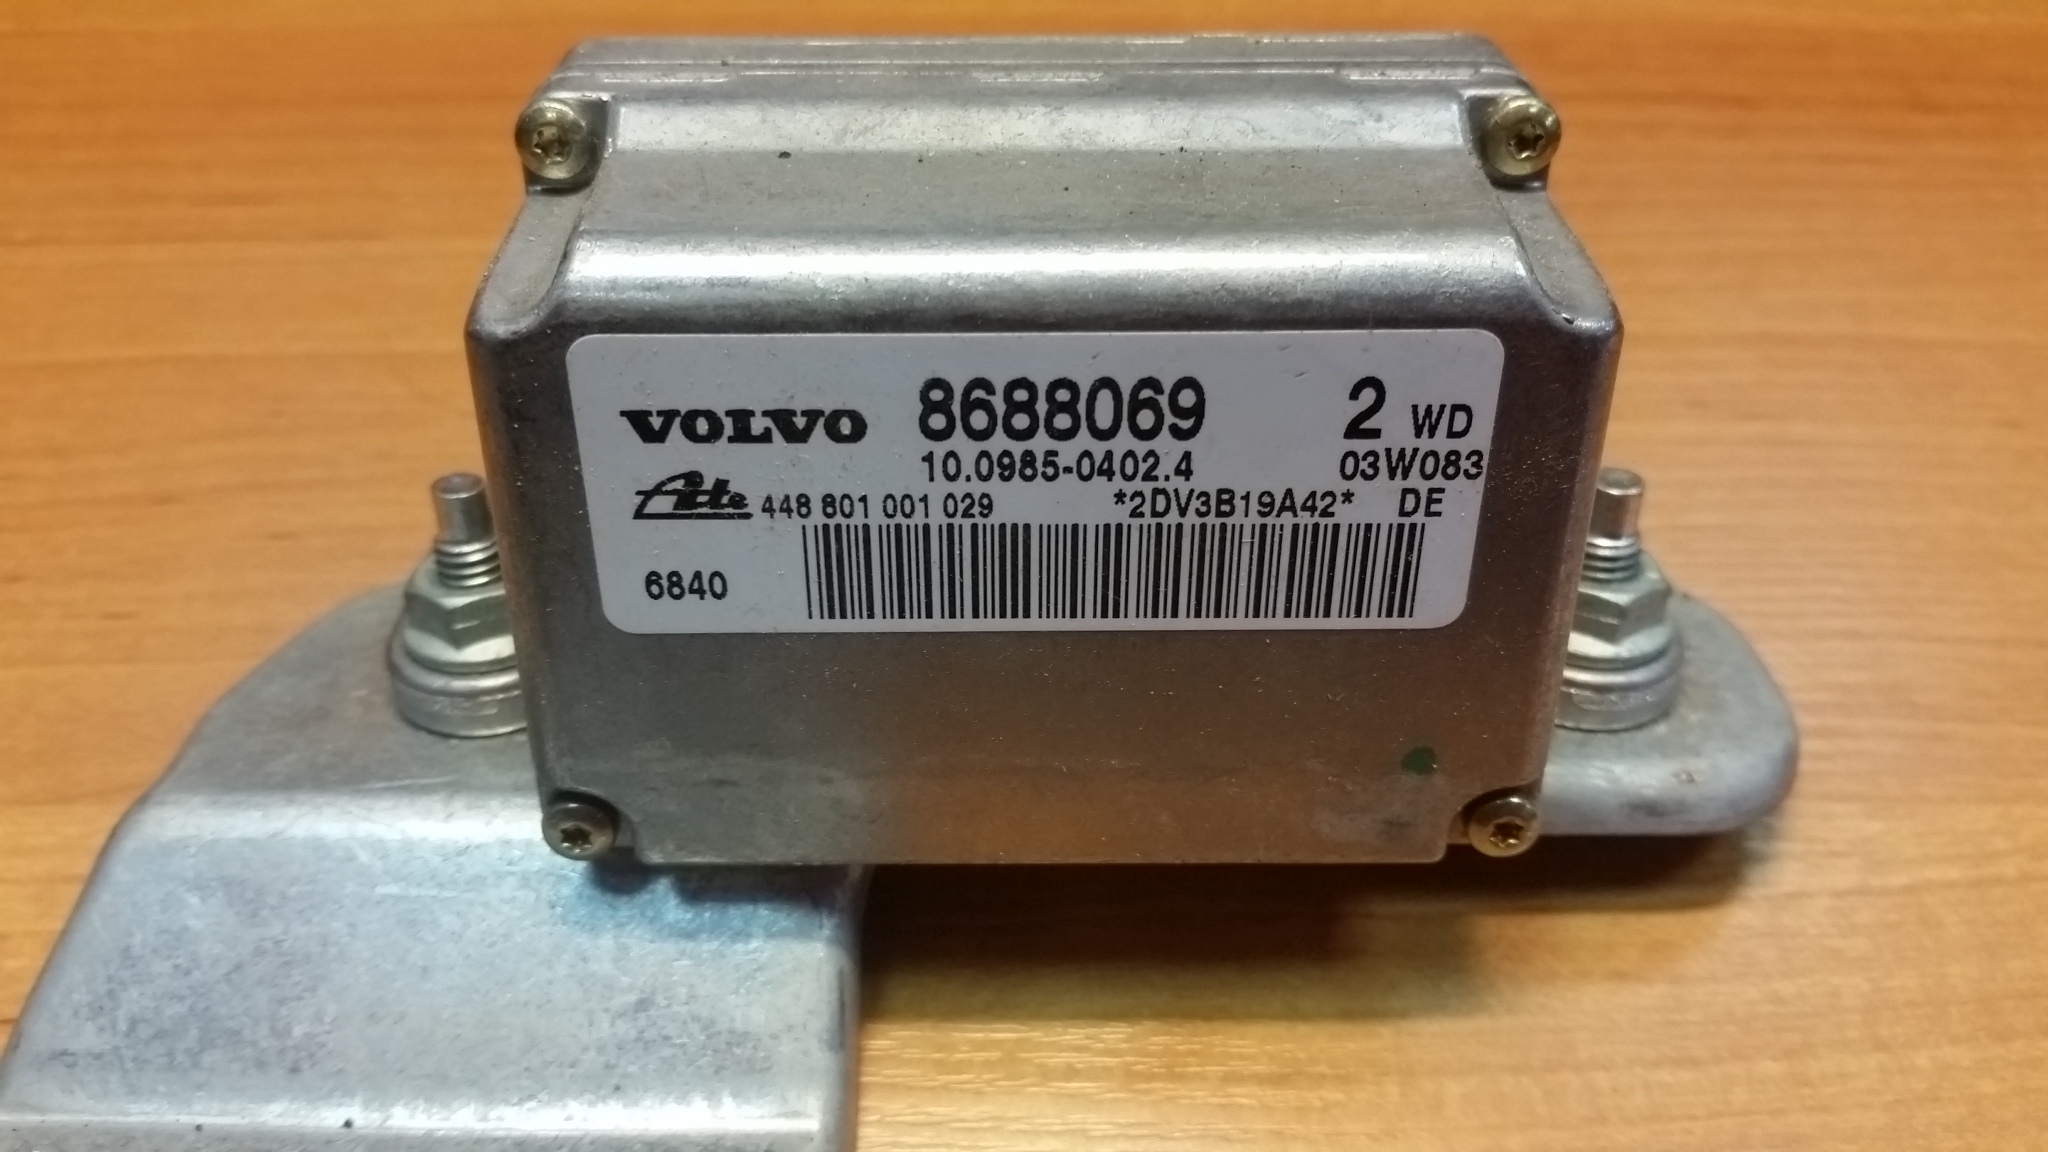 VOLVO 8688069 2 WD
10.0985-0402.4 03W083
Ate 448 801 001 029 *2DV3B19A42* DE
6840